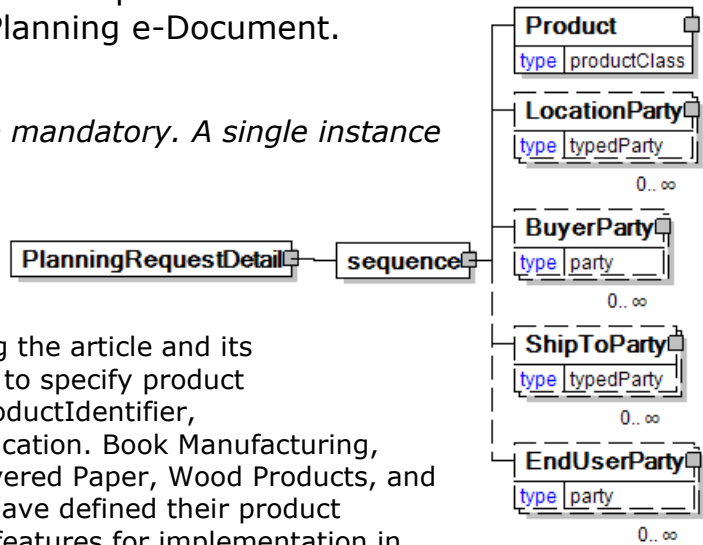 Planning e-Document.
mandatory. A single instance
the article and its
to specify product
oductIdentifier,
cation. Book Manufacturing,
vered Paper, Wood Products, and
have defined their product
features for implementation in
PlanningRequestDetail
sequence
Product
type productClass
LocationParty
type typedParty
0.. ∞
BuyerParty
type party
0.. ∞
ShipToParty
type typedParty
0.. ∞
EndUserParty
type party
0.. ∞